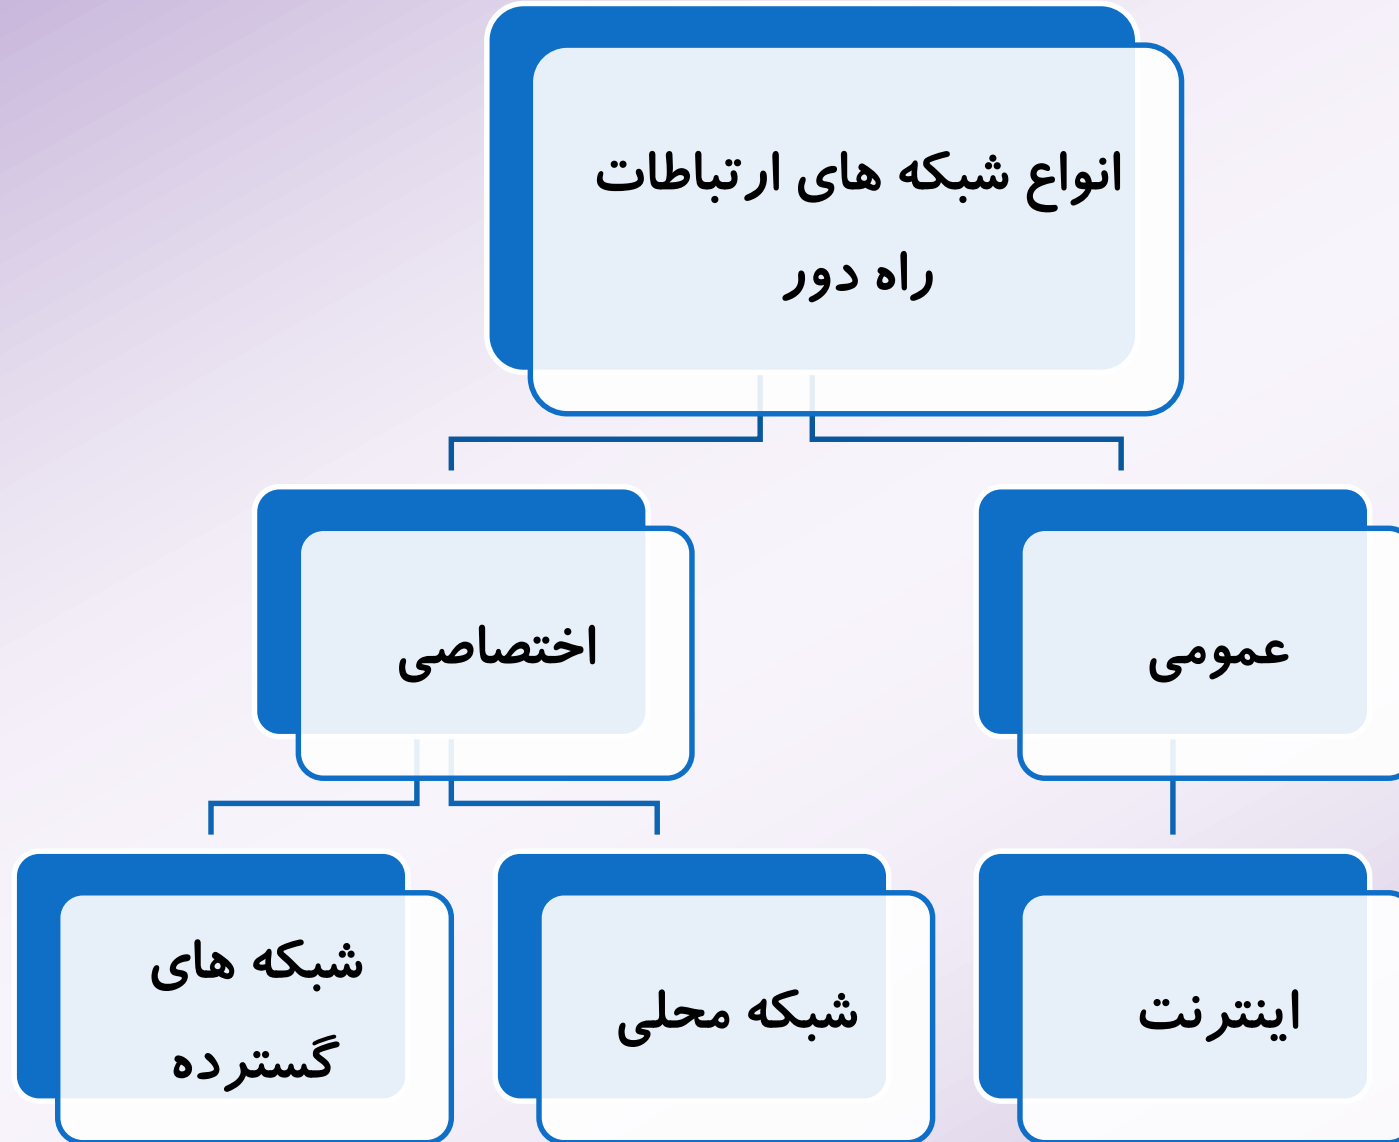 انواع شبکه های ارتباطات
راه دور
عمومی
اختصاصی
اینترنت
شبکه محلی
شبکه های
گسترده